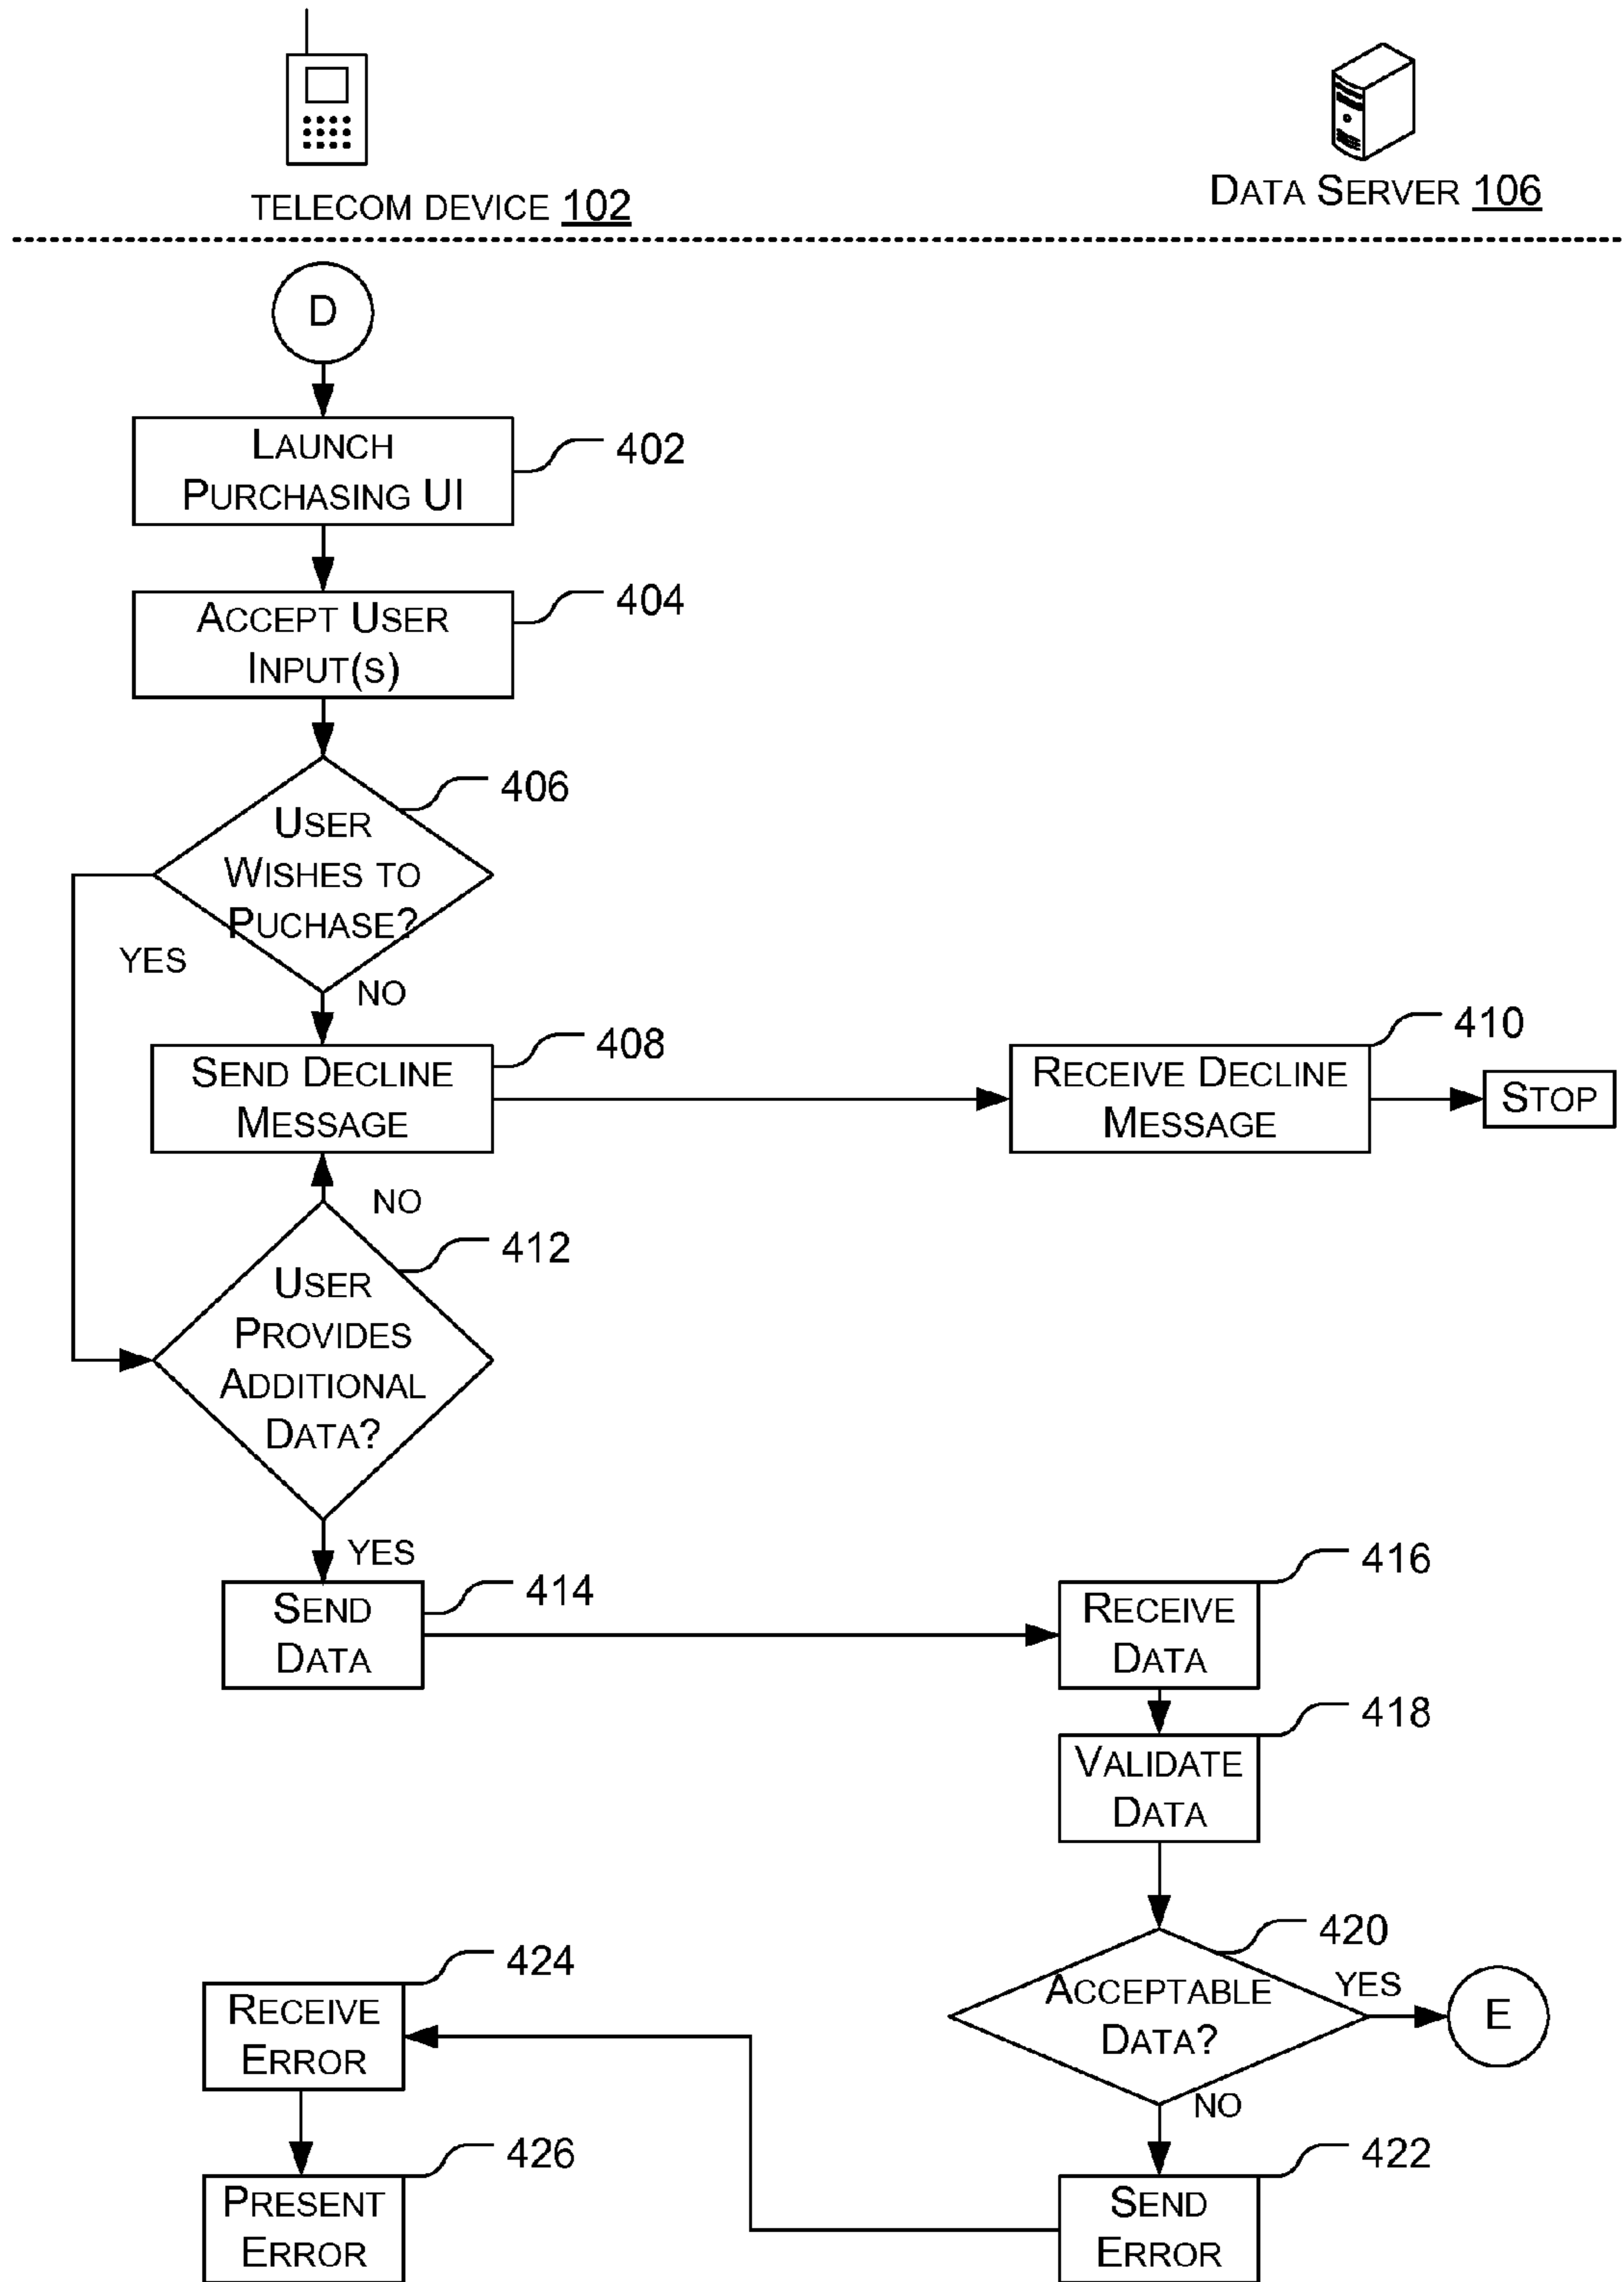 TELECOM DEVICE 102
DATA SERVER 106
D
LAUNCH
PURCHASING UI
402
ACCEPT USER
INPUT(S)
404
USER
WISHES TO
PUCHASE?
406
YES
NO
SEND DECLINE
MESSAGE
408
RECEIVE DECLINE
MESSAGE
410
STOP
NO
USER
PROVIDES
ADDITIONAL
DATA?
412
YES
SEND
DATA
414
RECEIVE
DATA
416
VALIDATE
DATA
418
ACCEPTABLE
DATA?
420
YES
E
NO
RECEIVE
ERROR
424
SEND
ERROR
422
PRESENT
ERROR
426